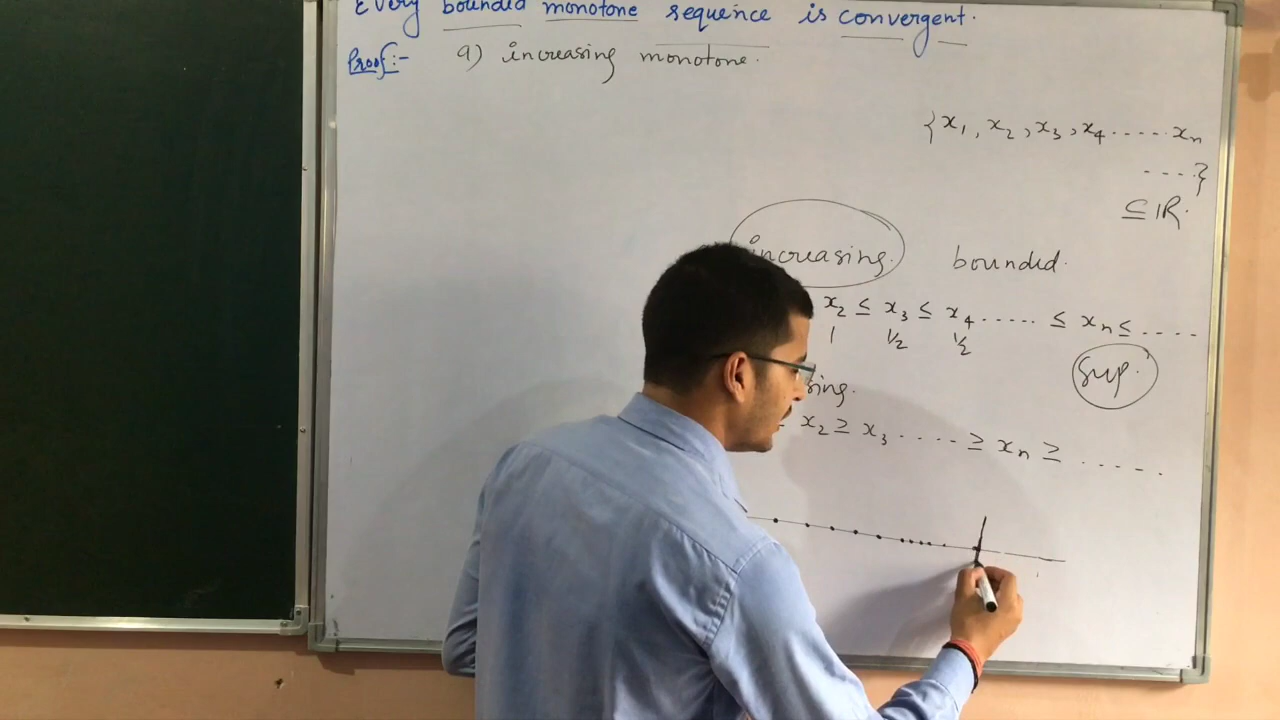 Every bounded monotone sequence is convergent.
Proof:- a) increasing monotone.
{x₁, x₂, x₃, x₄ ...... xₙ
....}
⊆ IR.
increasing. bounded.
x₂ ≤ x₃ ≤ x₄ ...... ≤ xₙ ≤ ....
1 1/2 1/2
sup.
x₂ ≥ x₃ ..... ≥ xₙ ≥ ......